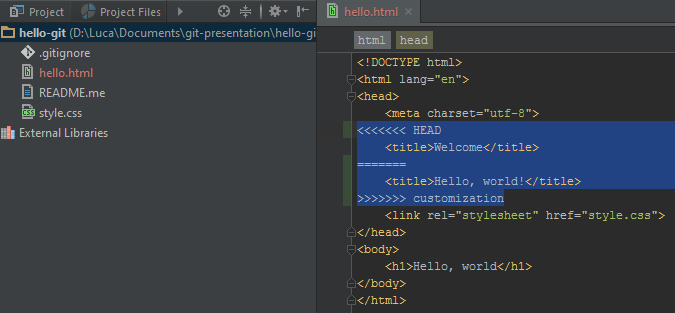 Project
Project Files
hello-git (D:\Luca\Documents\git-presentation\hello-gi
.gitignore
hello.html
README.me
style.css
External Libraries
hello.html
html head
<!DOCTYPE html>
<html lang="en">
<head>
<meta charset="utf-8">
<<<<<<< HEAD
<title>Welcome</title>
=======
<title>Hello, world!</title>
>>>>>>> customization
<link rel="stylesheet" href="style.css">
</head>
<body>
<h1>Hello, world</h1>
</body>
</html>